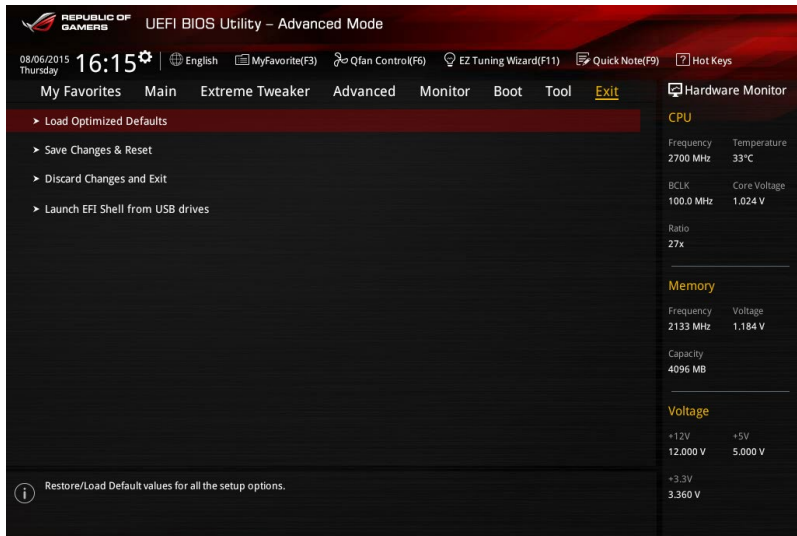 REPUBLIC OF
GAMERS
UEFI BIOS Utility – Advanced Mode
08/06/2015
Thursday
16:15
English
MyFavorite(F3)
Qfan Control(F6)
EZ Tuning Wizard(F11)
Quick Note(F9)
? Hot Keys
My Favorites Main Extreme Tweaker Advanced Monitor Boot Tool Exit
Hardware Monitor
> Load Optimized Defaults
> Save Changes & Reset
> Discard Changes and Exit
> Launch EFI Shell from USB drives
CPU
Frequency Temperature
2700 MHz 33°C
BCLK Core Voltage
100.0 MHz 1.024 V
Ratio
27x
Memory
Frequency Voltage
2133 MHz 1.184 V
Capacity
4096 MB
Voltage
+12V +5V
12.000 V 5.000 V
+3.3V
3.360 V
i
Restore/Load Default values for all the setup options.